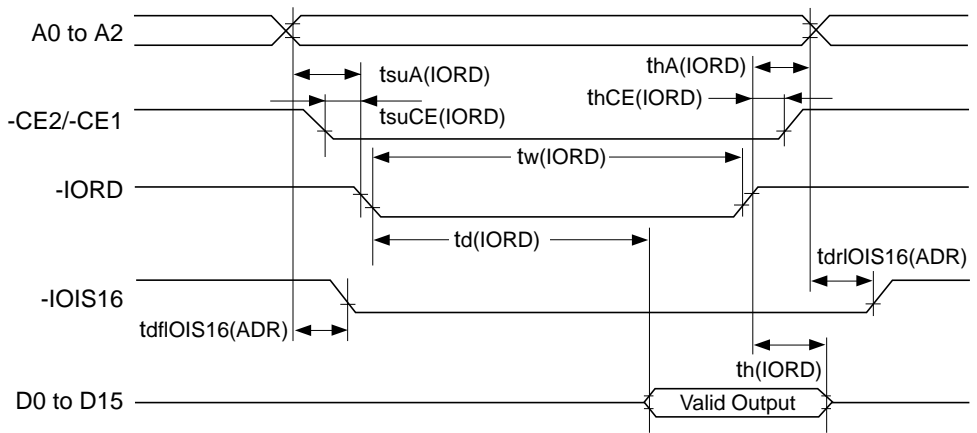 A0 to A2
tsuA(IORD)
thA(IORD)
-CE2/-CE1
tsuCE(IORD)
thCE(IORD)
tw(IORD)
-IORD
td(IORD)
tdrIOIS16(ADR)
-IOIS16
tdfIOIS16(ADR)
th(IORD)
D0 to D15
Valid Output